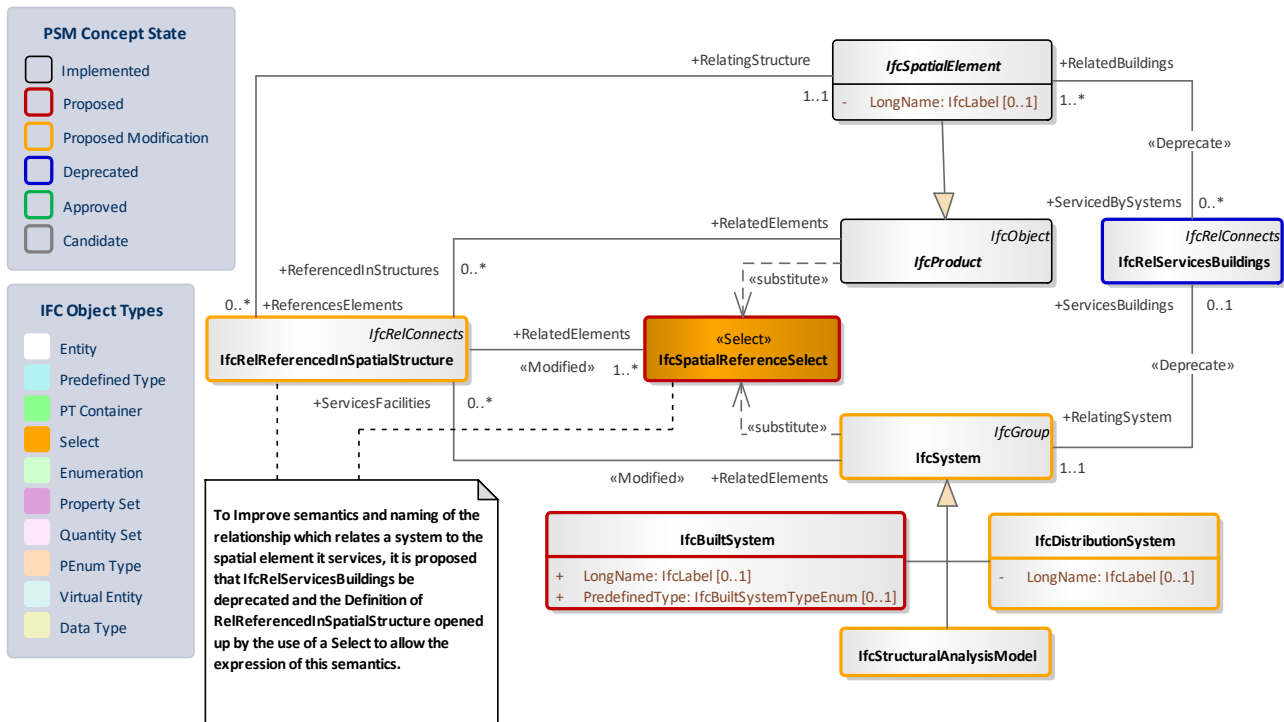 PSM Concept State
Implemented
Proposed
Proposed Modification
Deprecated
Approved
Candidate
IFC Object Types
Entity
Predefined Type
PT Container
Select
Enumeration
Property Set
Quantity Set
PEnum Type
Virtual Entity
Data Type
+RelatingStructure
1..1
IfcSpatialElement
- LongName: IfcLabel [0..1]
+RelatedBuildings
1..*
«Deprecate»
+ServicedBySystems
0..*
+RelatedElements
IfcObject
IfcProduct
IfcRelConnects
IfcRelServicesBuildings
+ReferencedInStructures
0..*
«substitute»
0..*
+ReferencesElements
+ServicesBuildings
0..1
IfcRelConnects
IfcRelReferencedInSpatialStructure
+RelatedElements
«Modified»
1..*
«Select»
IfcSpatialReferenceSelect
«Deprecate»
+ServicesFacilities
0..*
«substitute»
IfcGroup
IfcSystem
+RelatingSystem
1..1
«Modified»
+RelatedElements
To Improve semantics and naming of the
relationship which relates a system to the
spatial element it services, it is proposed
that IfcRelServicesBuildings be
deprecated and the Definition of
RelReferencedInSpatialStructure opened
up by the use of a Select to allow the
expression of this semantics.
IfcBuiltSystem
+ LongName: IfcLabel [0..1]
+ PredefinedType: IfcBuiltSystemTypeEnum [0..1]
IfcDistributionSystem
- LongName: IfcLabel [0..1]
IfcStructuralAnalysisModel